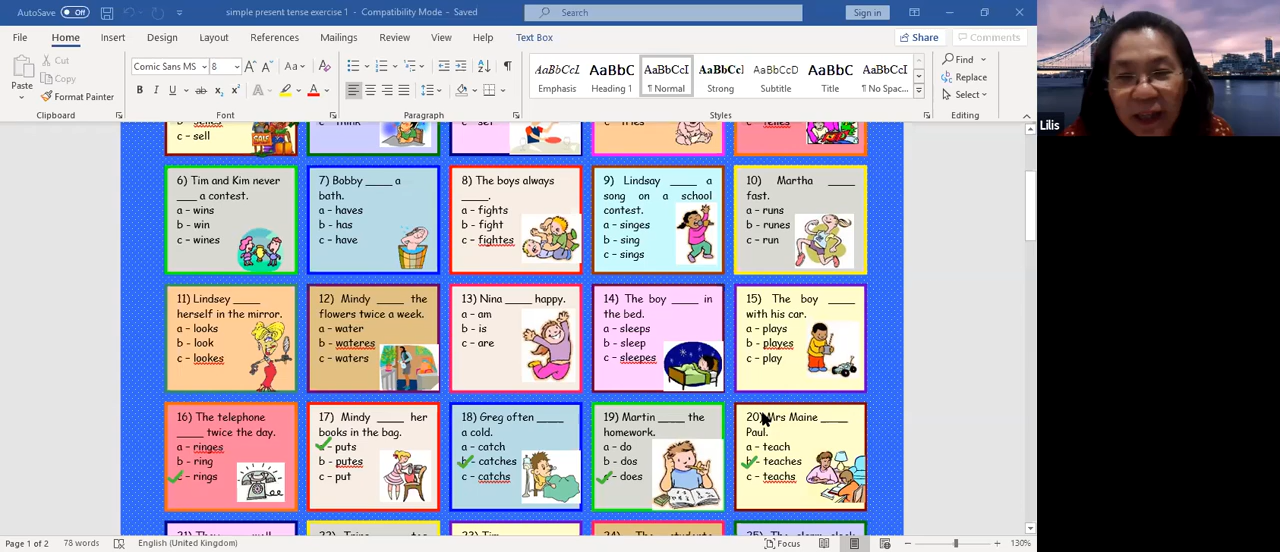 AutoSave Off simple present tense exercise 1 - Compatibility Mode - Saved Search Sign in
File Home Insert Design Layout References Mailings Review View Help Text Box Share Comments
Paste Cut Copy Format Painter
Comic Sans MS 8
AaBbCcL AaBbC AaBbCcI AaBbCcI AaBbCcD AaBbC AaBbCcI
Emphasis Heading 1 ¶ Normal Strong Subtitle Title ¶ No Spac...
Find Replace Select
Clipboard Font Paragraph Styles Editing
Lilis
c – sell
6) Tim and Kim never
___ a contest.
a – wins
b – win
c – wines
7) Bobby ____ a
bath.
a – haves
b – has
c – have
8) The boys always
____.
a – fights
b – fight
c – fightes
9) Lindsay ____ a
song on a school
contest.
a – singes
b – sing
c – sings
10) Martha ____
fast.
a – runs
b – runes
c – run
11) Lindsey ____
herself in the mirror.
a – looks
b – look
c – lookes
12) Mindy ____ the
flowers twice a week.
a – water
b – wateres
c – waters
13) Nina ____ happy.
a – am
b – is
c – are
14) The boy ____ in
the bed.
a – sleeps
b – sleep
c – sleepes
15) The boy ____
with his car.
a – plays
b – playes
c – play
16) The telephone
____ twice the day.
a – ringes
b – ring
c – rings
17) Mindy ____ her
books in the bag.
– puts
b – putes
c – put
18) Greg often ____
a cold.
a – catch
b – catches
c – catchs
19) Martin ____ the
homework.
a – do
b – dos
c – does
20) Mrs Maine ____
Paul.
a – teach
b – teaches
c – teachs
Page 1 of 2 78 words English (United Kingdom) Focus 130%